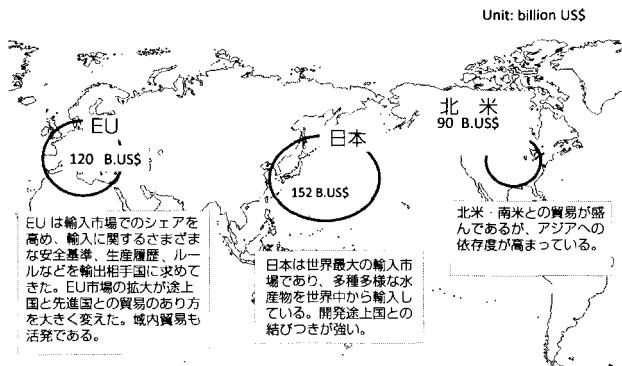 Unit: billion US$
EU
120 B.US$
日本
152 B.US$
北 米
90 B.US$
EU は輸入市場でのシェアを
高め、輸入に関するさまざま
な安全基準、生産履歴、ルー
ルなどを輸出相手国に求めて
きた。EU市場の拡大が途上
国と先進国との貿易のあり方
を大きく変えた。域内貿易も
活発である。
日本は世界最大の輸入市
場であり、多種多様な水
産物を世界中から輸入し
ている。開発途上国との
結びつきが強い。
北米・南米との貿易が盛
んであるが、アジアへの
依存度が高まっている。